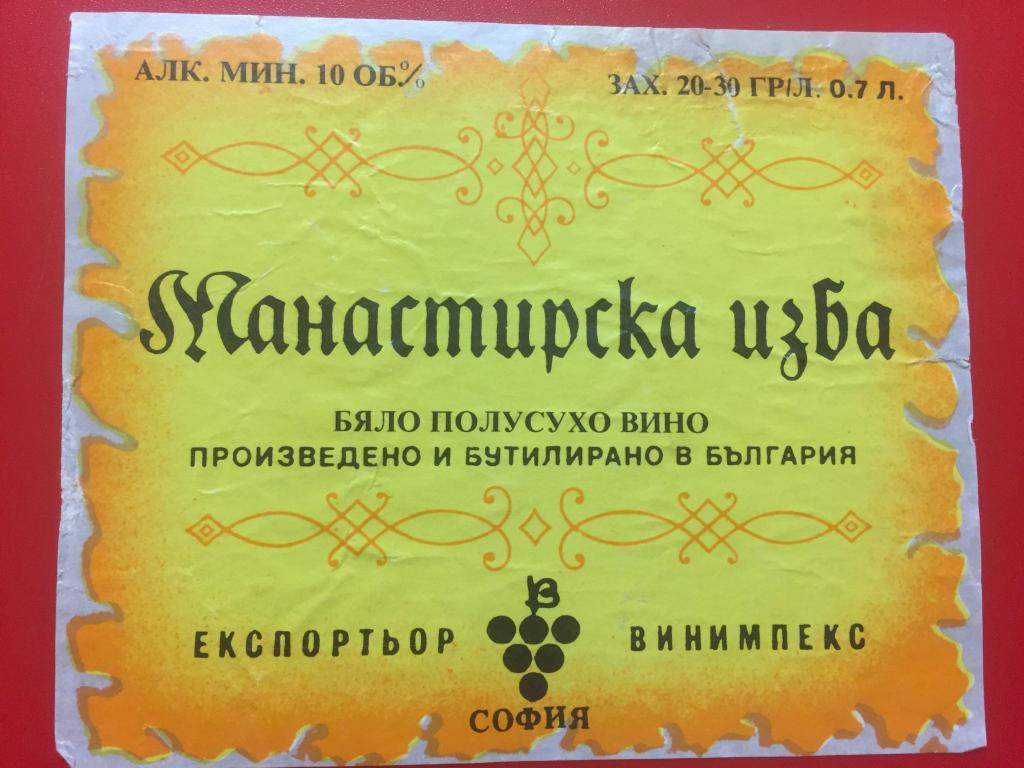 АЛК. МИН. 10 ОБ.%
ЗАХ. 20-30 ГР/Л. 0.7 Л.
Манастирска изба
БЯЛО ПОЛУСУХО ВИНО
ПРОИЗВЕДЕНО И БУТИЛИРАНО В БЪЛГАРИЯ
В
ЕКСПОРТЬОР ВИНИМПЕКС
СОФИЯ